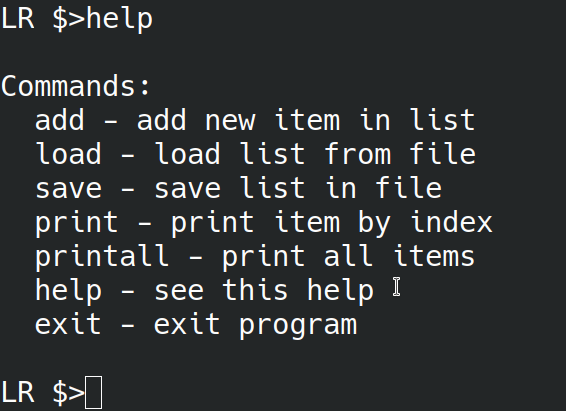 LR $>help
Commands:
add – add new item in list
load – load list from file
save – save list in file
print – print item by index
printall – print all items
help – see this help
exit – exit program
LR $>